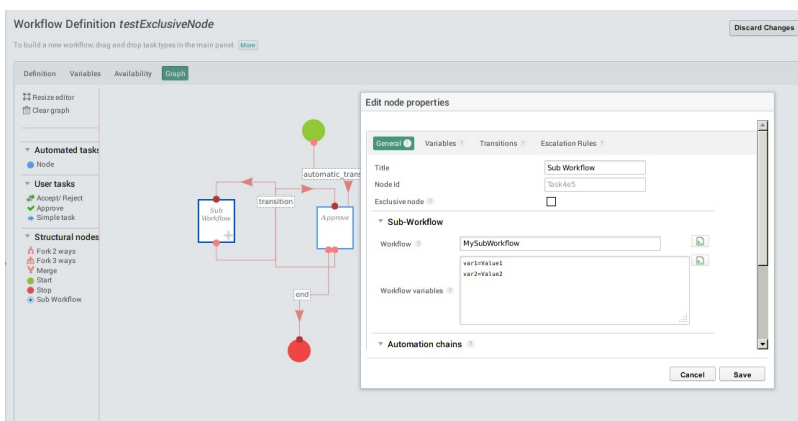 Workflow Definition testExclusiveNode
Discard Changes
To build a new workflow, drag and drop task types in the main panel. More
Definition Variables Availability Graph
Resize editor
Clear graph
Automated tasks
Node
User tasks
Accept/ Reject
Approve
Simple task
Structural nodes
Fork 2 ways
Fork 3 ways
Merge
Start
Stop
Sub Workflow
automatic_trans
transition
Sub
Workflow
Approve
end
Edit node properties
General ? Variables ? Transitions ? Escalation Rules ?
Title Sub Workflow
Node Id Task4e5
Exclusive node ?
Sub-Workflow
Workflow ? MySubWorkflow
var1=Value1
var2=Value2
Workflow variables ?
Automation chains ?
Cancel Save